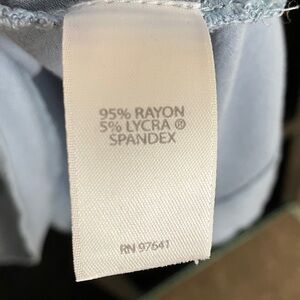 95% RAYON
5% LYCRA ®
SPANDEX
RN 97641